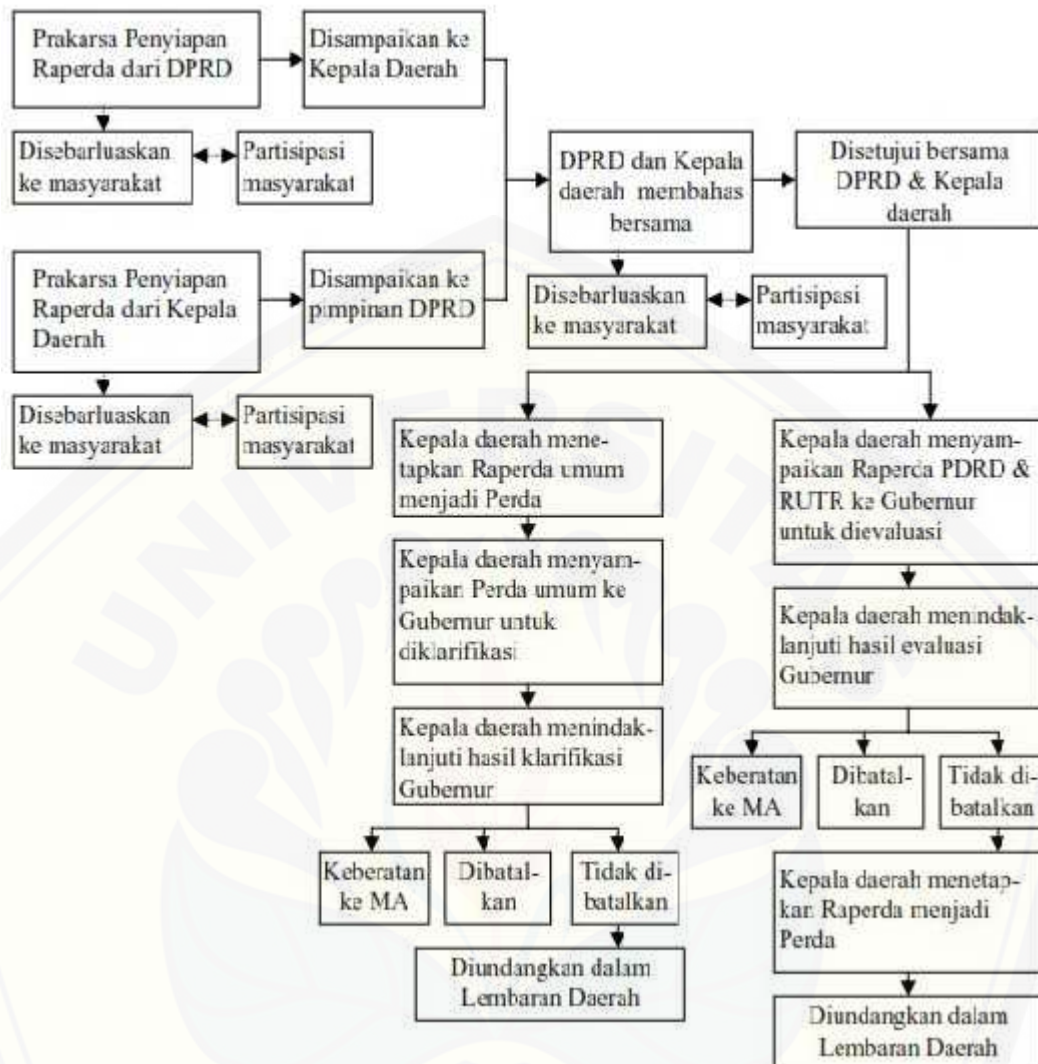 Prakarsa Penyiapan
Raperda dari DPRD
Disampaikan ke
Kepala Daerah
Disebarluaskan
ke masyarakat
Partisipasi
masyarakat
DPRD dan Kepala
daerah membahas
bersama
Disetujui bersama
DPRD & Kepala
daerah
Prakarsa Penyiapan
Raperda dari Kepala
Daerah
Disampaikan ke
pimpinan DPRD
Disebarluaskan
ke masyarakat
Partisipasi
masyarakat
Disebarluaskan
ke masyarakat
Partisipasi
masyarakat
Kepala daerah mene-
tapkan Raperda umum
menjadi Perda
Kepala daerah menyam-
paikan Raperda PDRD &
RUTR ke Gubernur
untuk dievaluasi
Kepala daerah menyam-
paikan Perda umum ke
Gubernur untuk
diklarifikasi
Kepala daerah menindak-
lanjuti hasil evaluasi
Gubernur
Kepala daerah menindak-
lanjuti hasil klarifikasi
Gubernur
Keberatan
ke MA
Dibatal-
kan
Tidak di-
batalkan
Keberatan
ke MA
Dibatal-
kan
Tidak di-
batalkan
Kepala daerah menetap-
kan Raperda menjadi
Perda
Diundangkan dalam
Lembaran Daerah
Diundangkan dalam
Lembaran Daerah
UNIVERSITA